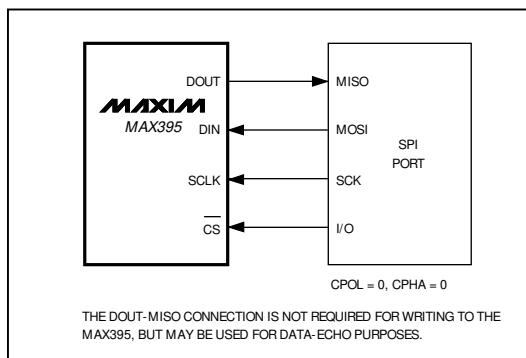 DOUT
MISO
MAXIM
MAX395
DIN
MOSI
SPI
PORT
SCLK
SCK
CS
I/O
CPOL = 0, CPHA = 0
THE DOUT-MISO CONNECTION IS NOT REQUIRED FOR WRITING TO THE
MAX395, BUT MAY BE USED FOR DATA-ECHO PURPOSES.